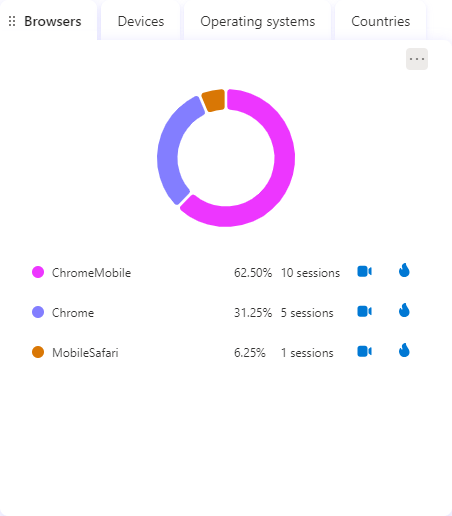 Browsers Devices Operating systems Countries
ChromeMobile 62.50% 10 sessions
Chrome 31.25% 5 sessions
MobileSafari 6.25% 1 sessions